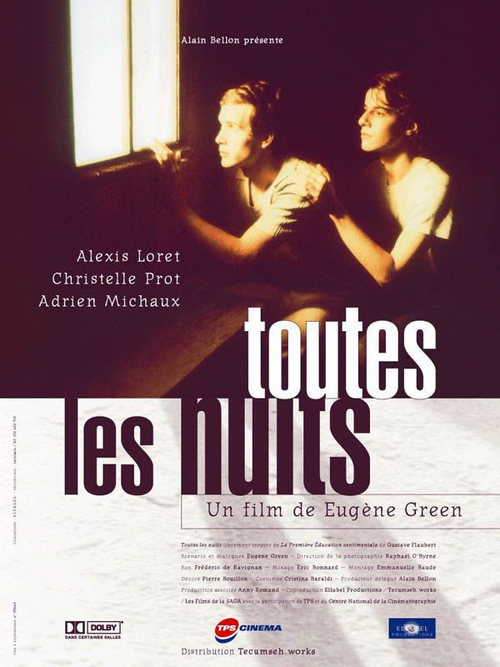 Alain Bellon présente
Alexis Loret
Christelle Prot
Adrien Michaux
toutes
les nuits
Un film de Eugène Green
Toutes les nuits librement inspiré de La Première Éducation sentimentale de Gustave Flaubert
Scénario et dialogues Eugène Green – Direction de la photographie Raphaël O'Byrne
Son Frédéric de Ravignan – Mixage Eric Bonnard – Montage Emmanuelle Baude
Décors Pierre Bouillon – Costumes Cristina Baraldi – Producteur délégué Alain Bellon
Productrice associée Anny Romand – Coproduction Ellabel Productions / Tecumseh.works
/ Les Films de la SAGA avec la participation de TPS et du Centre National de la Cinématographie
DOLBY
DANS CERTAINES SALLES
TPS CINEMA
PRODUCTIONS
Distribution Tecumseh.works